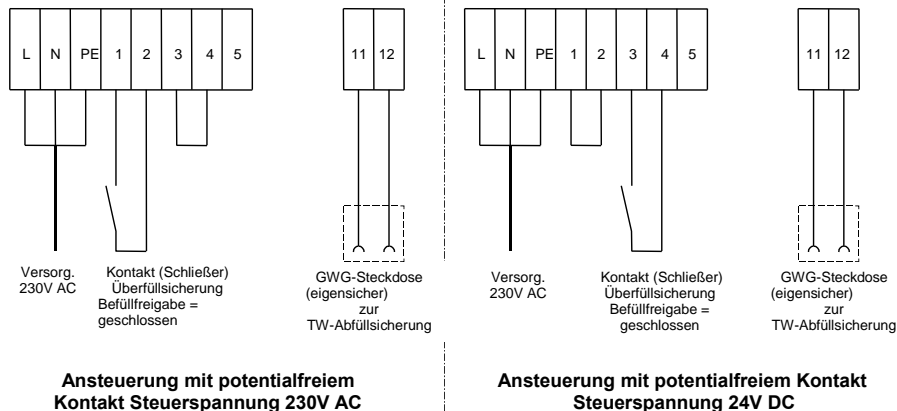 L N PE 1 2 3 4 5
11 12
Versorg.
230V AC
Kontakt (Schließer)
Überfüllsicherung
Befüllfreigabe =
geschlossen
GWG-Steckdose
(eigensicher)
zur
TW-Abfüllsicherung
Ansteuerung mit potentialfreiem
Kontakt Steuerspannung 230V AC
L N PE 1 2 3 4 5
11 12
Versorg.
230V AC
Kontakt (Schließer)
Überfüllsicherung
Befüllfreigabe =
geschlossen
GWG-Steckdose
(eigensicher)
zur
TW-Abfüllsicherung
Ansteuerung mit potentialfreiem Kontakt
Steuerspannung 24V DC